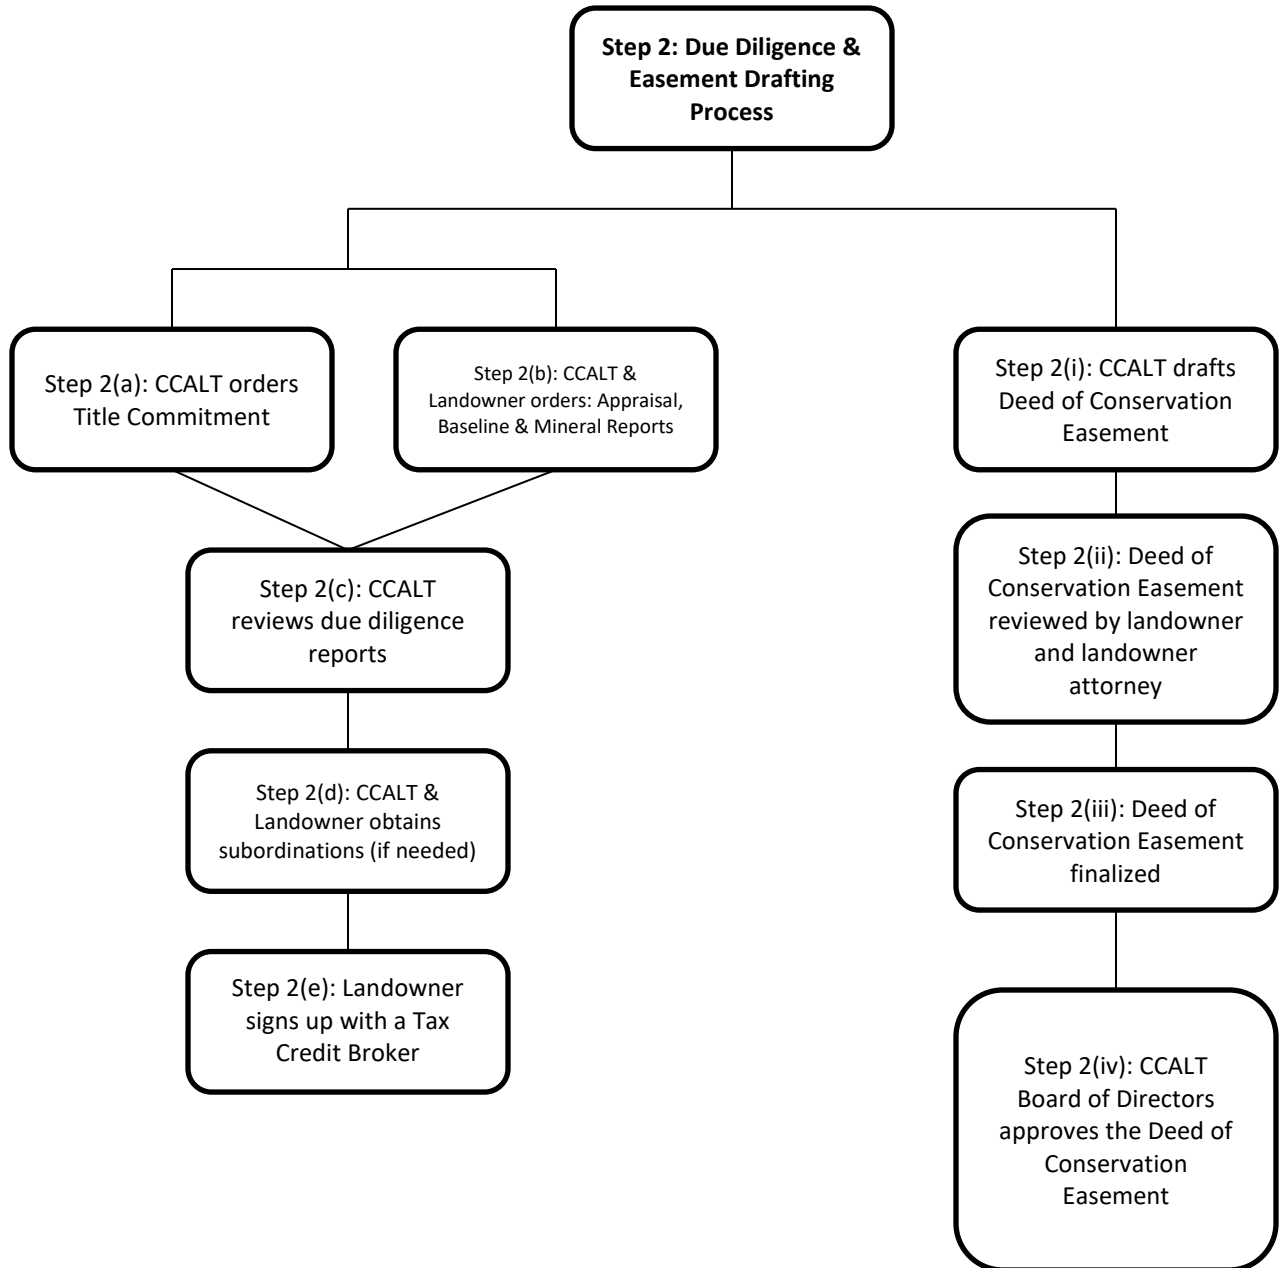 Step 2: Due Diligence &
Easement Drafting
Process
Step 2(a): CCALT orders
Title Commitment
Step 2(b): CCALT &
Landowner orders: Appraisal,
Baseline & Mineral Reports
Step 2(c): CCALT
reviews due diligence
reports
Step 2(d): CCALT &
Landowner obtains
subordinations (if needed)
Step 2(e): Landowner
signs up with a Tax
Credit Broker
Step 2(i): CCALT drafts
Deed of Conservation
Easement
Step 2(ii): Deed of
Conservation Easement
reviewed by landowner
and landowner
attorney
Step 2(iii): Deed of
Conservation Easement
finalized
Step 2(iv): CCALT
Board of Directors
approves the Deed of
Conservation
Easement